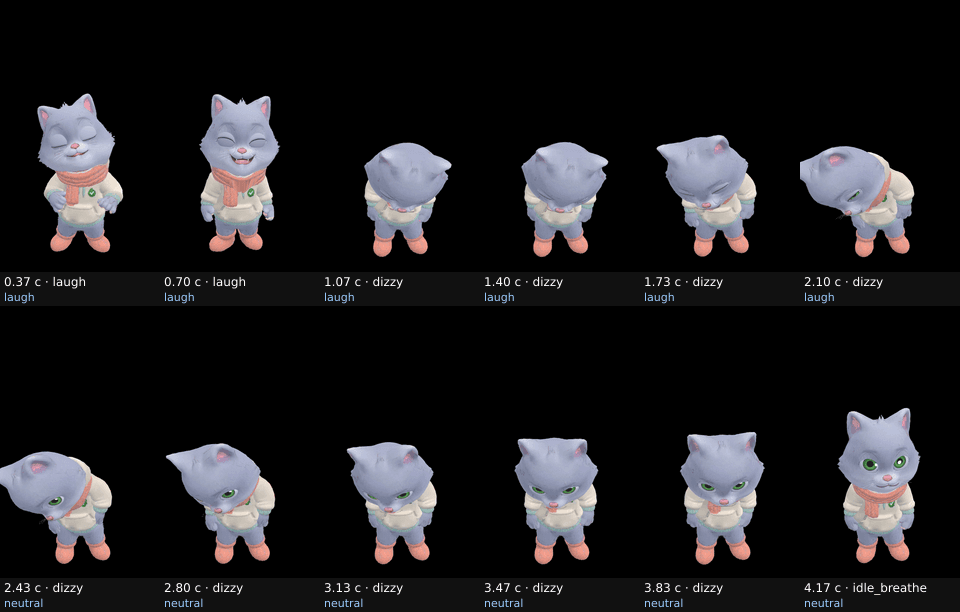 0.37 с · laugh
laugh
0.70 с · laugh
laugh
1.07 с · dizzy
laugh
1.40 с · dizzy
laugh
1.73 с · dizzy
laugh
2.10 с · dizzy
laugh
2.43 с · dizzy
neutral
2.80 с · dizzy
neutral
3.13 с · dizzy
neutral
3.47 с · dizzy
neutral
3.83 с · dizzy
neutral
4.17 с · idle_breathe
neutral